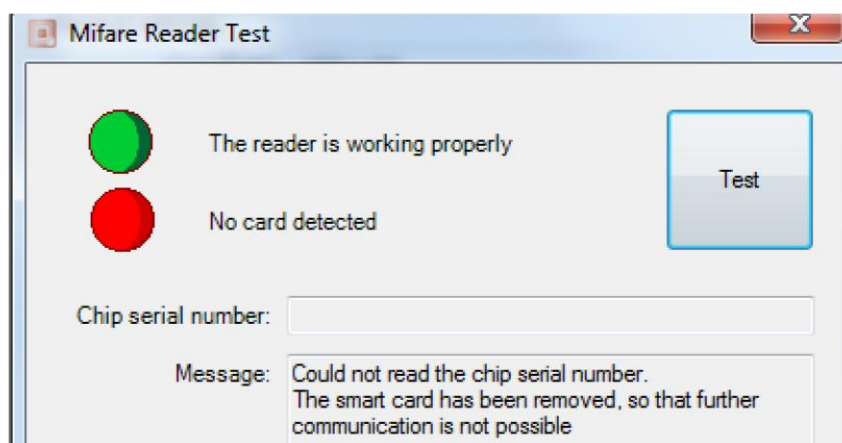 Mifare Reader Test
X
The reader is working properly
Test
No card detected
Chip serial number:
Message:
Could not read the chip serial number.
The smart card has been removed, so that further
communication is not possible